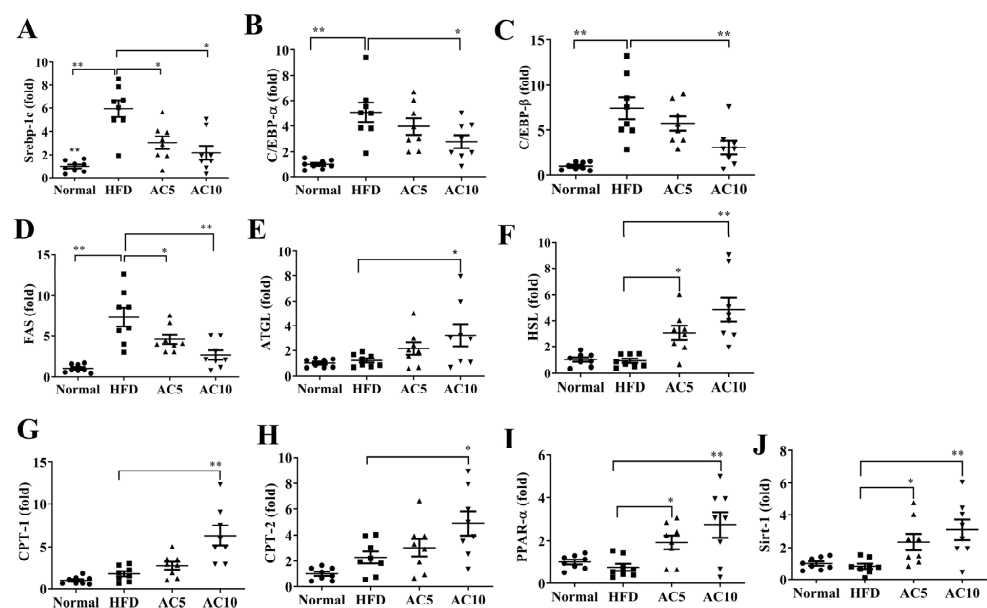 A
Srebp-1c (fold)
10
8
6
4
2
0
**
*
*
**
Normal HFD AC5 AC10
B
C/EBP-α (fold)
10
8
6
4
2
0
**
*
Normal HFD AC5 AC10
C
C/EBP-β (fold)
15
10
5
0
**
**
Normal HFD AC5 AC10
D
FAS (fold)
15
10
5
0
**
*
**
Normal HFD AC5 AC10
E
ATGL (fold)
10
8
6
4
2
0
*
Normal HFD AC5 AC10
F
HSL (fold)
10
8
6
4
2
0
*
**
Normal HFD AC5 AC10
G
CPT-1 (fold)
15
10
5
0
**
Normal HFD AC5 AC10
H
CPT-2 (fold)
10
8
6
4
2
0
*
Normal HFD AC5 AC10
I
PPAR-α (fold)
6
4
2
0
*
**
Normal HFD AC5 AC10
J
Sirt-1 (fold)
8
6
4
2
0
*
**
Normal HFD AC5 AC10